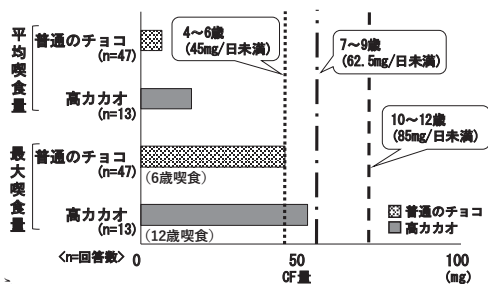 平均喫食量
普通のチョコ
(n=47)
高カカオ
(n=13)
最大喫食量
普通のチョコ
(n=47)
高カカオ
(n=13)
4～6歳
(45mg/日未満)
7～9歳
(62.5mg/日未満)
10～12歳
(85mg/日未満)
(6歳喫食)
(12歳喫食)
普通のチョコ
高カカオ
<n=回答数>
0
50
100
CF量
(mg)